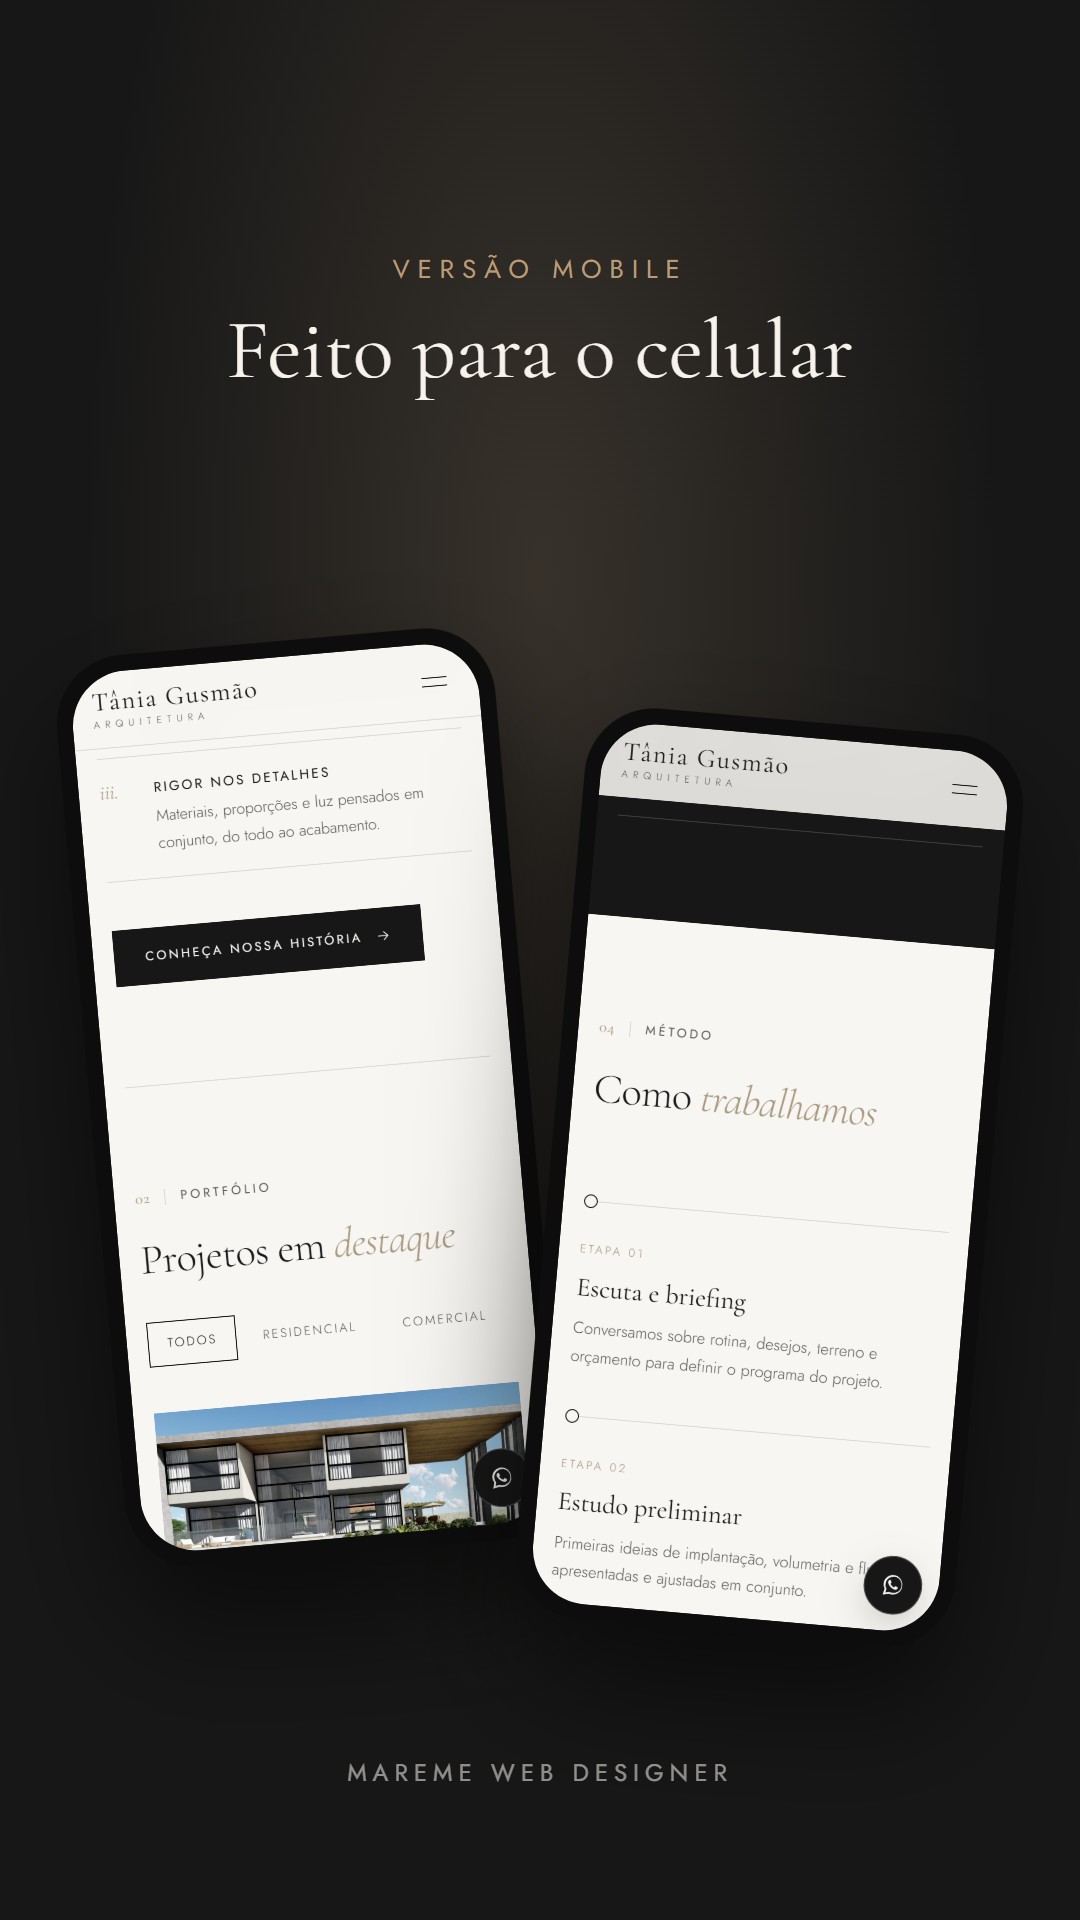 VERSÃO MOBILE
Feito para o celular
Tânia Gusmão
ARQUITETURA
iii.
RIGOR NOS DETALHES
Materiais, proporções e luz pensados em
conjunto, do todo ao acabamento.
CONHEÇA NOSSA HISTÓRIA →
02 | PORTFÓLIO
Projetos em destaque
TODOS
RESIDENCIAL
COMERCIAL
Tânia Gusmão
ARQUITETURA
04 | MÉTODO
Como trabalhamos
ETAPA 01
Escuta e briefing
Conversamos sobre rotina, desejos, terreno e
orçamento para definir o programa do projeto.
ETAPA 02
Estudo preliminar
Primeiras ideias de implantação, volumetria e
apresentadas e ajustadas em conjunto.
MAREME WEB DESIGNER